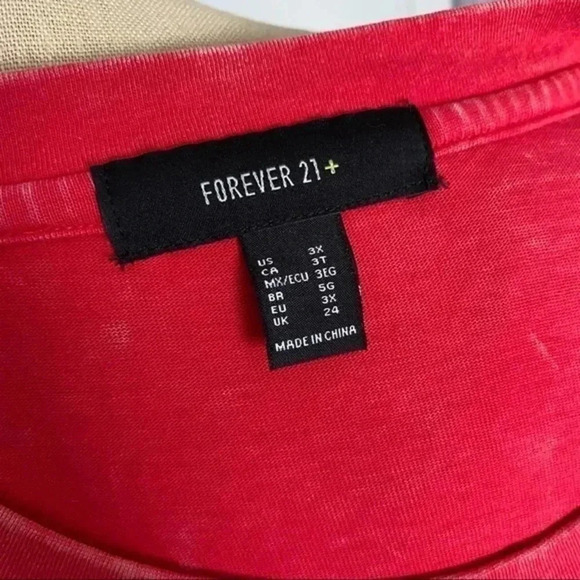 FOREVER 21+
US 3X
CA 3T
MX/ECU 3EG
BR 5G
EU 3X
UK 24
MADE IN CHINA